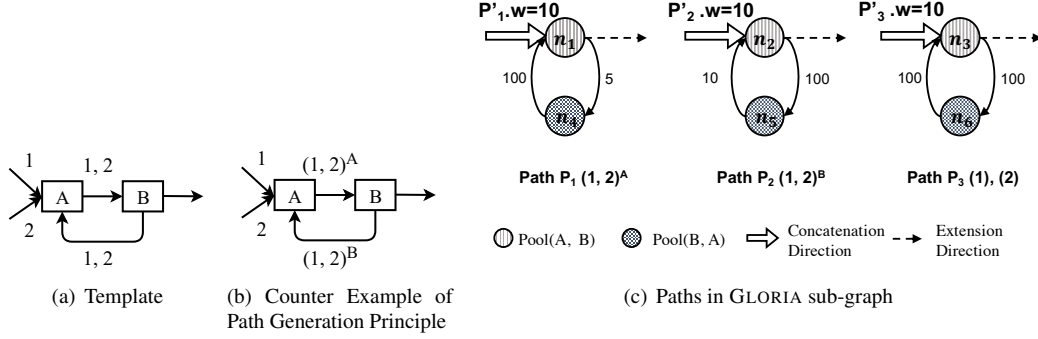 P'1.w=10 P'2.w=10 P'3.w=10
n1 n2 n3
100 5 10 100 100 100
n4 n5 n6
Path P1 (1, 2)^A Path P2 (1, 2)^B Path P3 (1), (2)
1 1, 2
A B
2
1, 2
1 (1, 2)^A
A B
2
(1, 2)^B
Pool(A, B) Pool(B, A) Concatenation Direction Extension Direction
(a) Template
(b) Counter Example of
Path Generation Principle
(c) Paths in GLORIA sub-graph